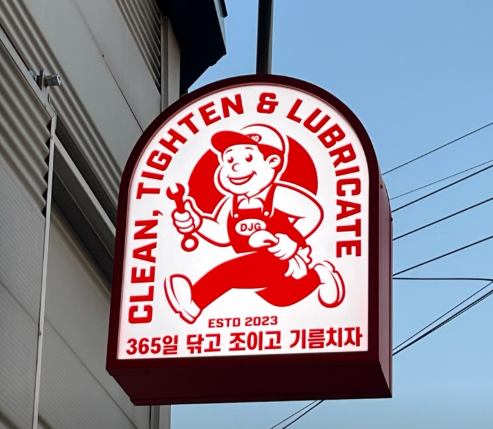 CLEAN, TIGHTEN & LUBRICATE
DJG
DJG
ESTD 2023
365일 닦고 조이고 기름치자